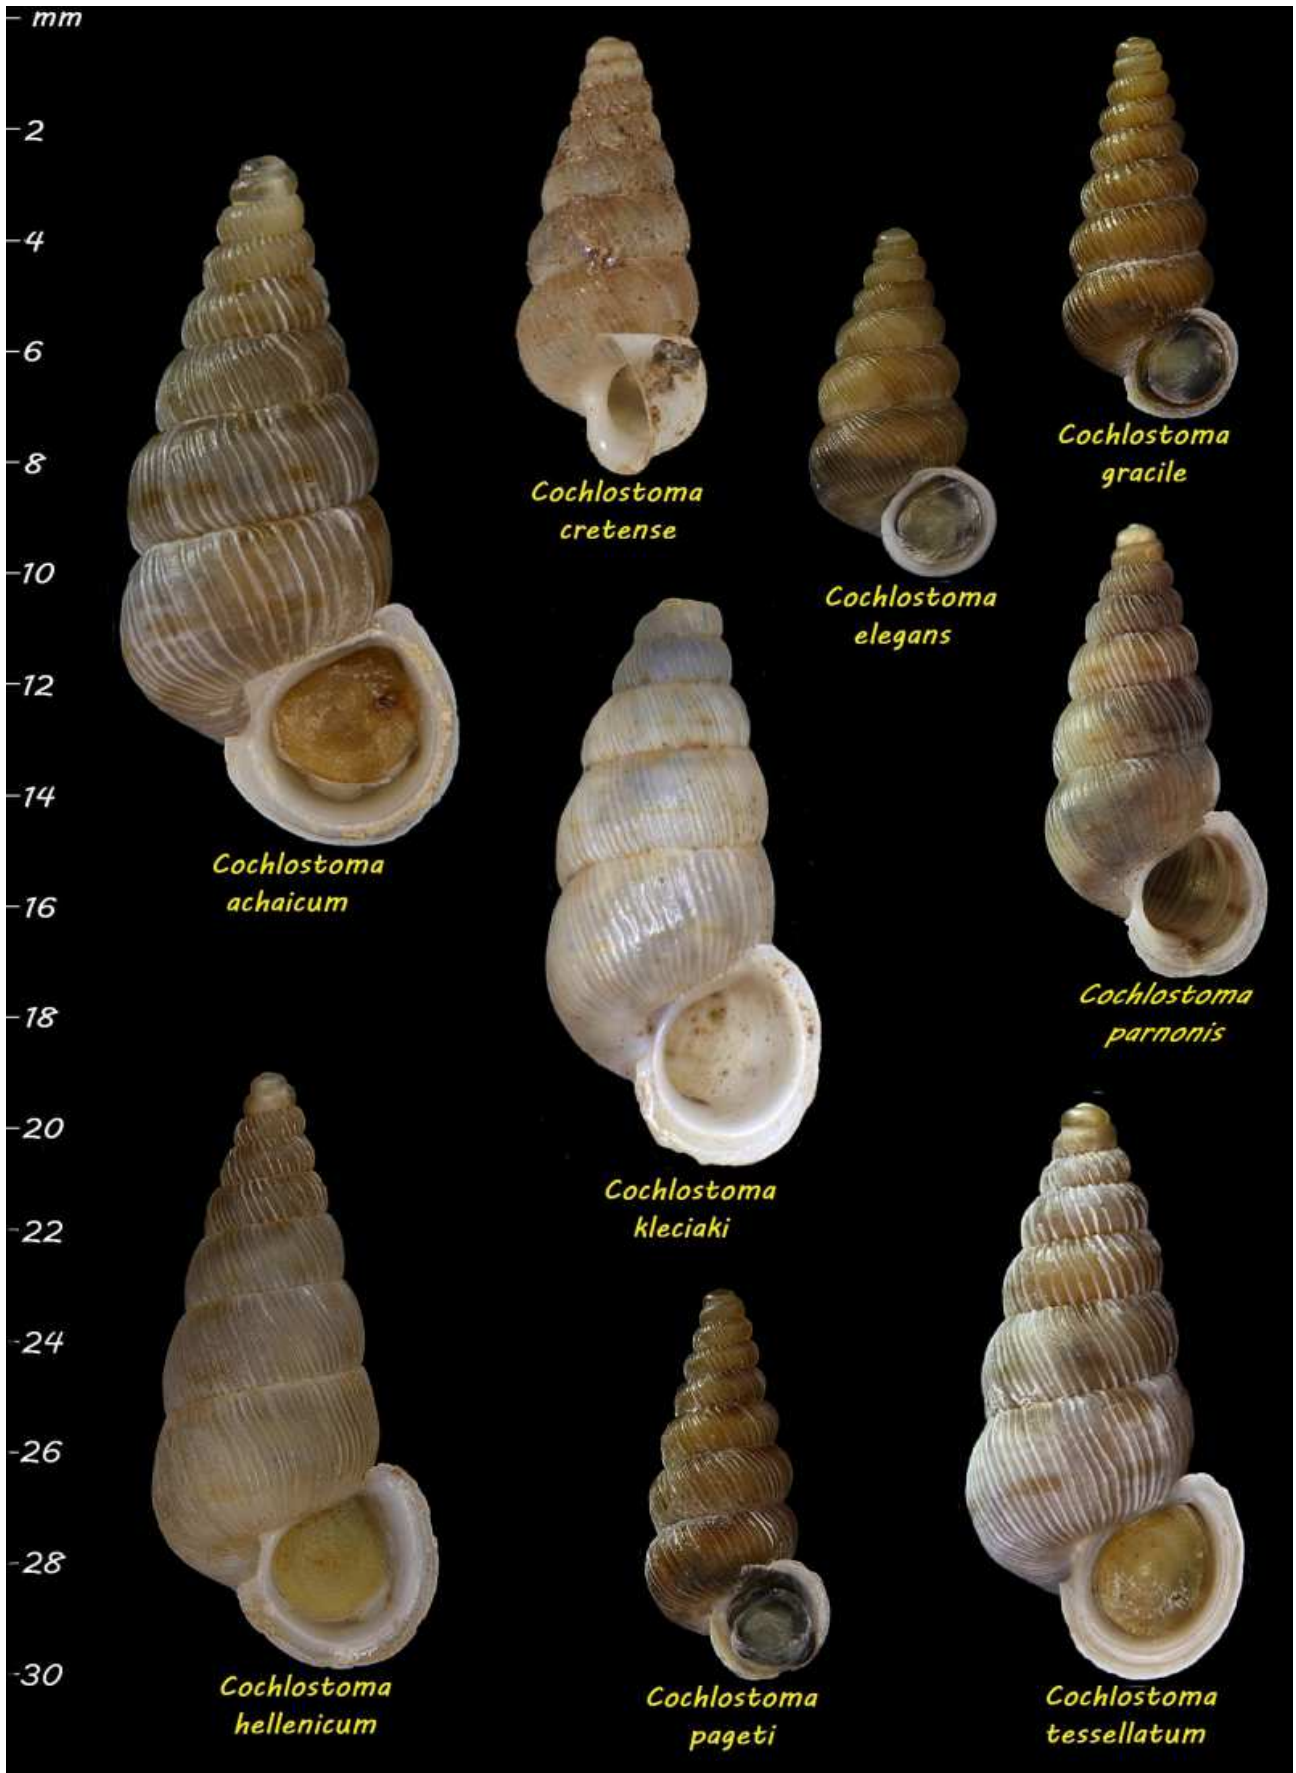 mm
2
4
6
8
10
12
14
16
18
20
22
24
26
28
30
Cochlostoma
gracile
Cochlostoma
cretense
Cochlostoma
elegans
Cochlostoma
achaicum
Cochlostoma
parnonis
Cochlostoma
kleciaki
Cochlostoma
hellenicum
Cochlostoma
pageti
Cochlostoma
tessellatum